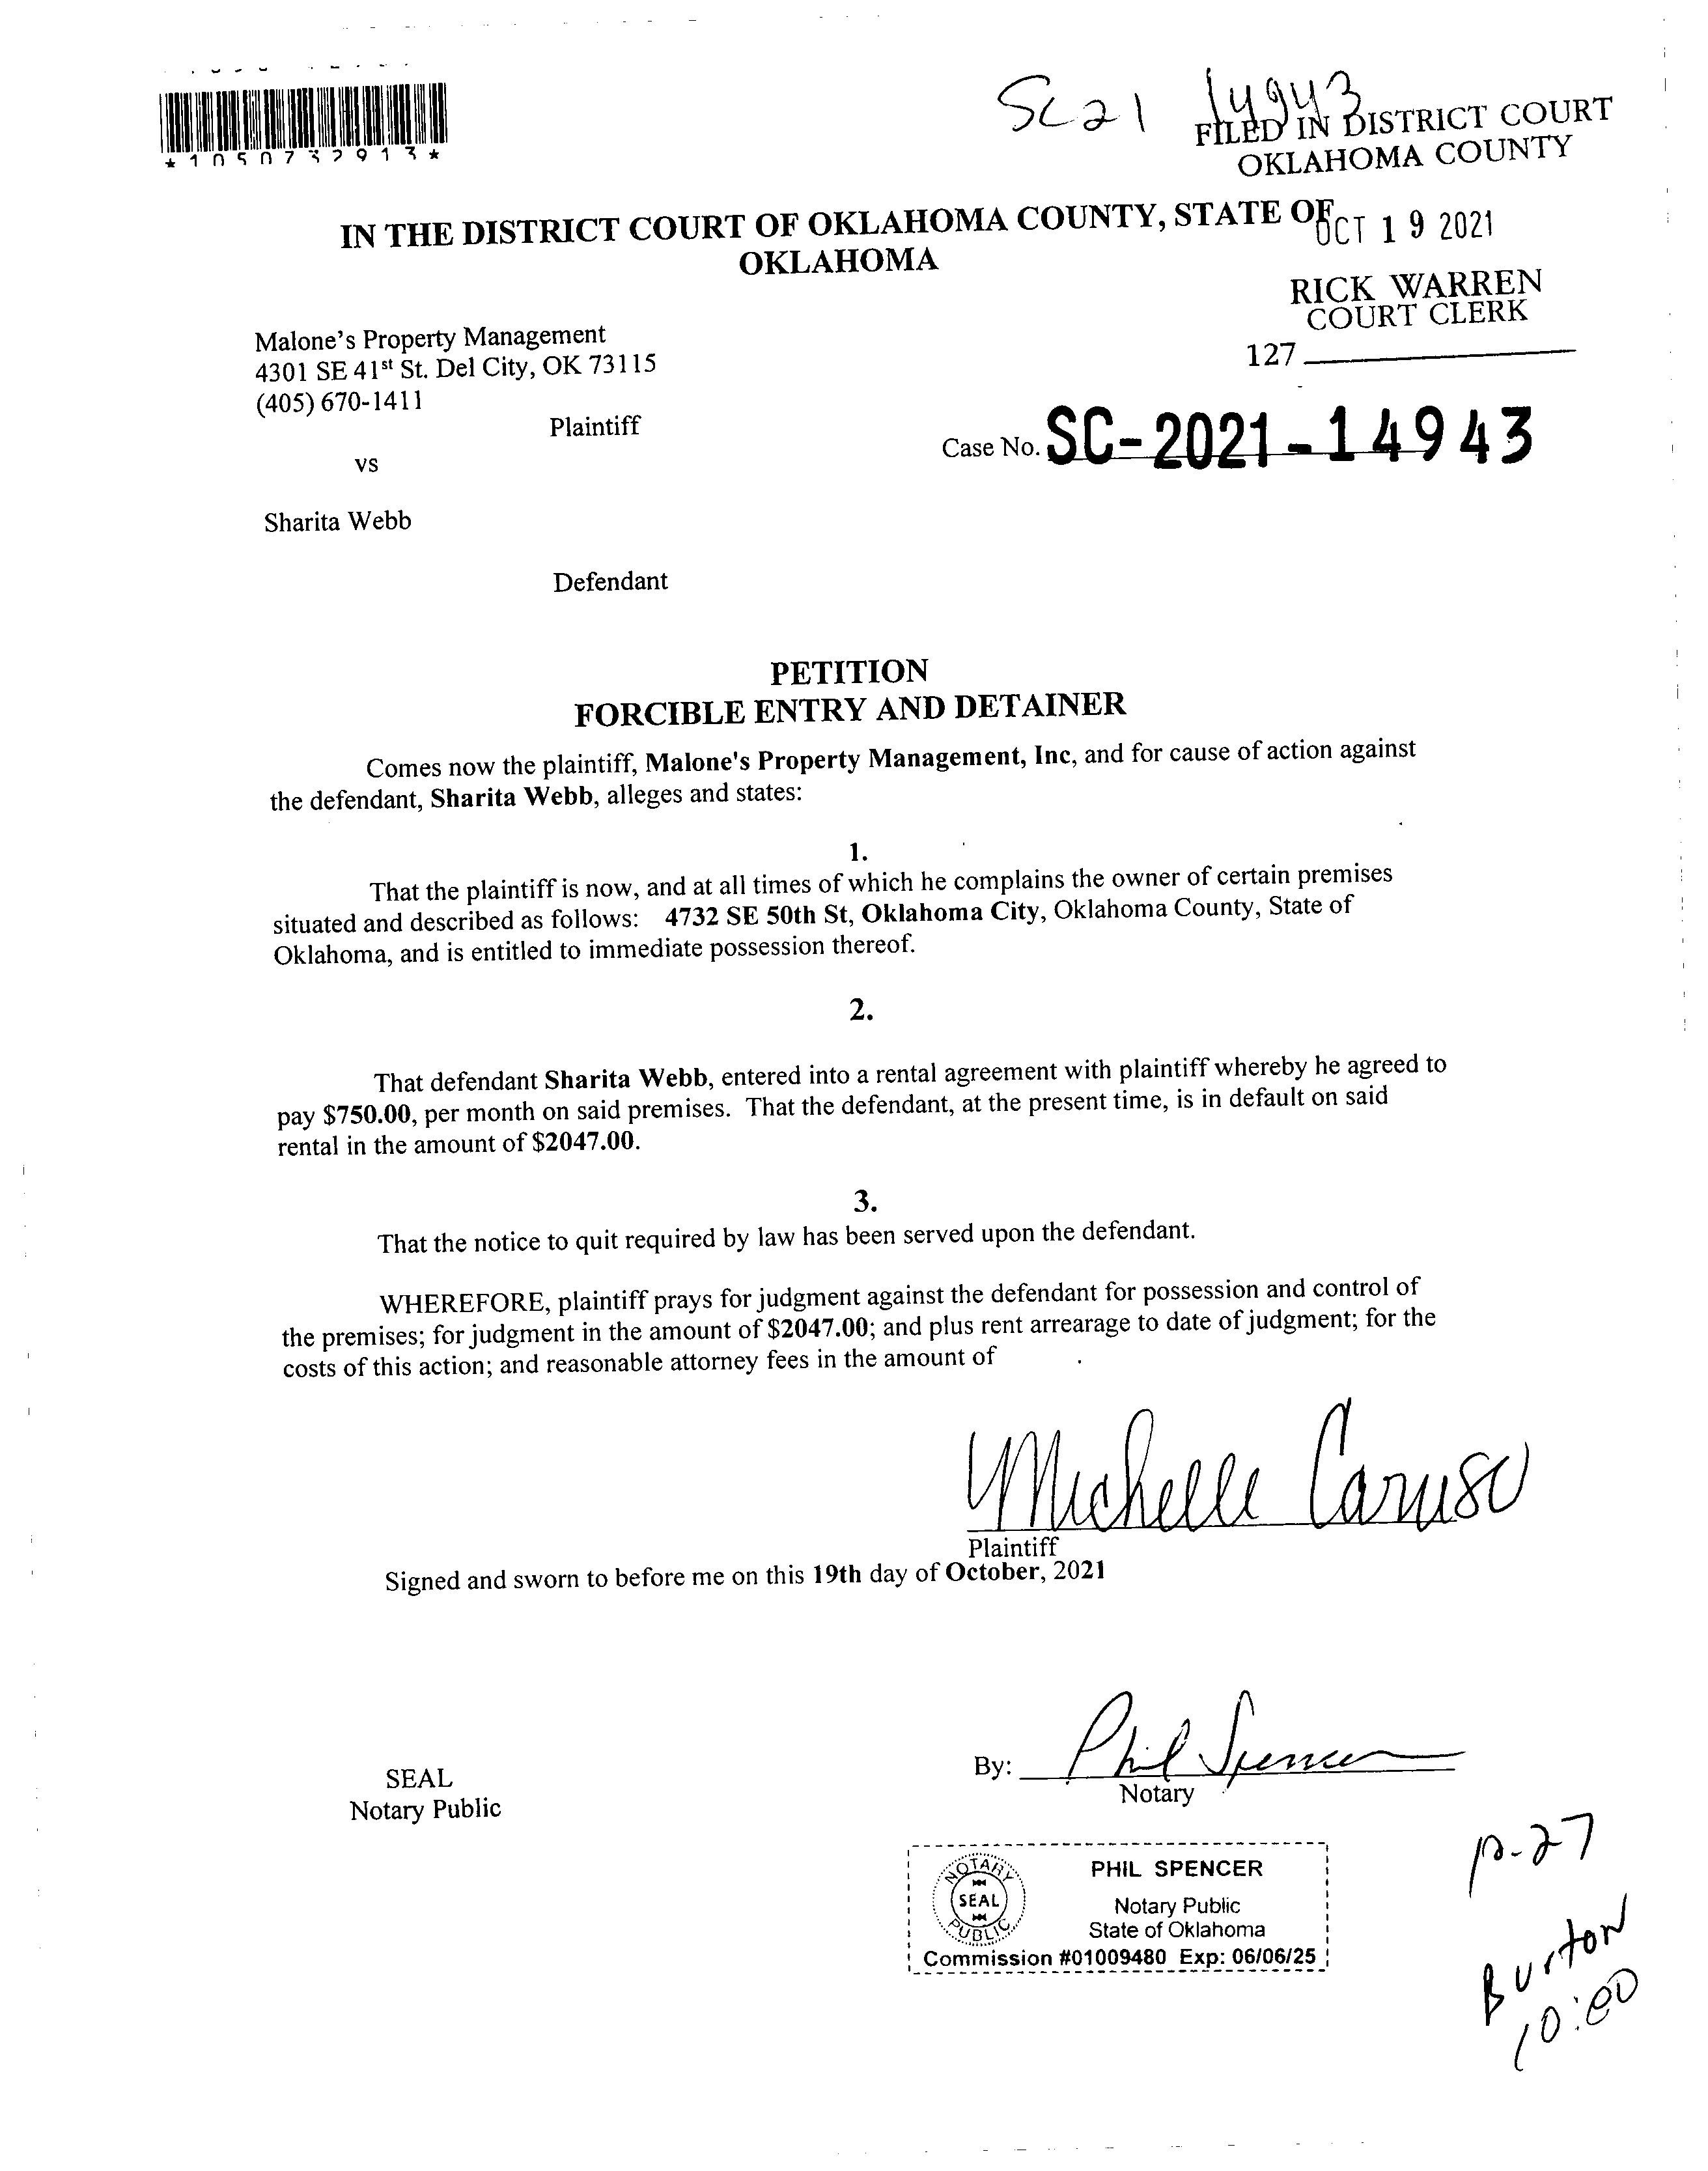 *1050732913*
SC21 14943
FILED IN DISTRICT COURT
OKLAHOMA COUNTY
IN THE DISTRICT COURT OF OKLAHOMA COUNTY, STATE OF
OKLAHOMA
OCT 19 2021
RICK WARREN
COURT CLERK
127
Malone's Property Management
4301 SE 41st St. Del City, OK 73115
(405) 670-1411
Plaintiff
Case No. SC-2021-14943
vs
Sharita Webb
Defendant
PETITION
FORCIBLE ENTRY AND DETAINER
Comes now the plaintiff, Malone's Property Management, Inc, and for cause of action against
the defendant, Sharita Webb, alleges and states:
1.
That the plaintiff is now, and at all times of which he complains the owner of certain premises
situated and described as follows: 4732 SE 50th St, Oklahoma City, Oklahoma County, State of
Oklahoma, and is entitled to immediate possession thereof.
2.
That defendant Sharita Webb, entered into a rental agreement with plaintiff whereby he agreed to
pay $750.00, per month on said premises. That the defendant, at the present time, is in default on said
rental in the amount of $2047.00.
3.
That the notice to quit required by law has been served upon the defendant.
WHEREFORE, plaintiff prays for judgment against the defendant for possession and control of
the premises; for judgment in the amount of $2047.00; and plus rent arrearage to date of judgment; for the
costs of this action; and reasonable attorney fees in the amount of .
Michelle Caruso
Plaintiff
Signed and sworn to before me on this 19th day of October, 2021
By: Phil Spencer
Notary
SEAL
Notary Public
NOTARY
SEAL
PUBLIC
PHIL SPENCER
Notary Public
State of Oklahoma
Commission #01009480 Exp: 06/06/25
p-27
Burton
10:00